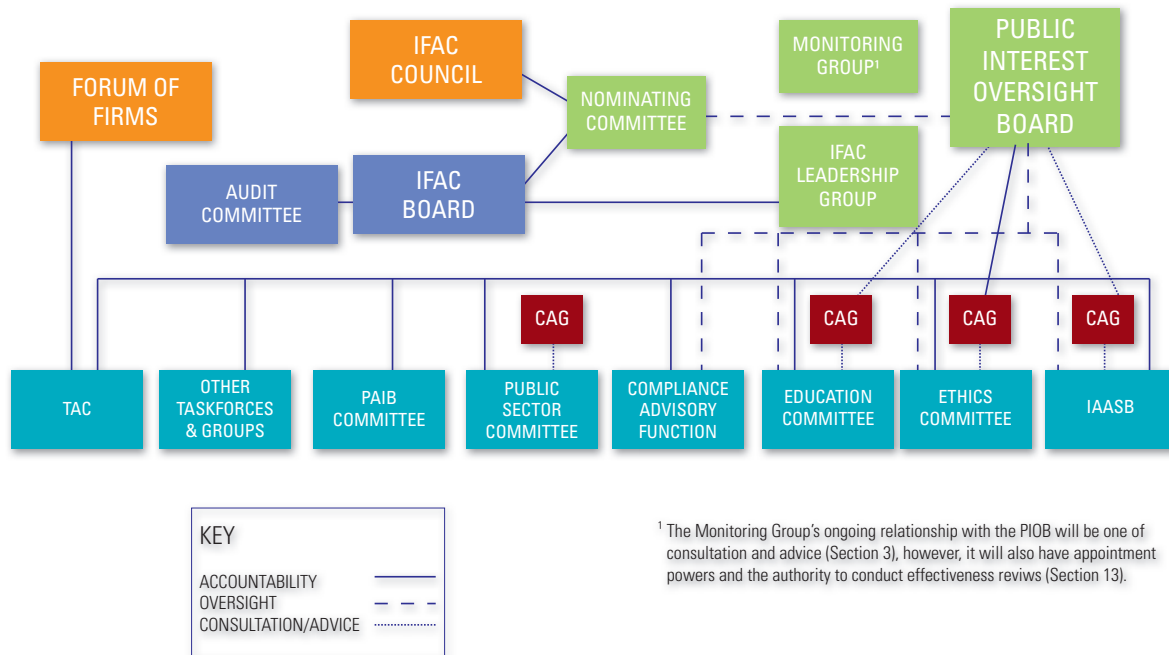 FORUM OF
FIRMS
IFAC
COUNCIL
MONITORING
GROUP¹
PUBLIC
INTEREST
OVERSIGHT
BOARD
NOMINATING
COMMITTEE
AUDIT
COMMITTEE
IFAC
BOARD
IFAC
LEADERSHIP
GROUP
CAG
CAG
CAG
CAG
TAC
OTHER
TASKFORCES
& GROUPS
PAIB
COMMITTEE
PUBLIC
SECTOR
COMMITTEE
COMPLIANCE
ADVISORY
FUNCTION
EDUCATION
COMMITTEE
ETHICS
COMMITTEE
IAASB
KEY
ACCOUNTABILITY
OVERSIGHT
CONSULTATION/ADVICE
¹ The Monitoring Group's ongoing relationship with the PIOB will be one of
consultation and advice (Section 3), however, it will also have appointment
powers and the authority to conduct effectiveness reviws (Section 13).